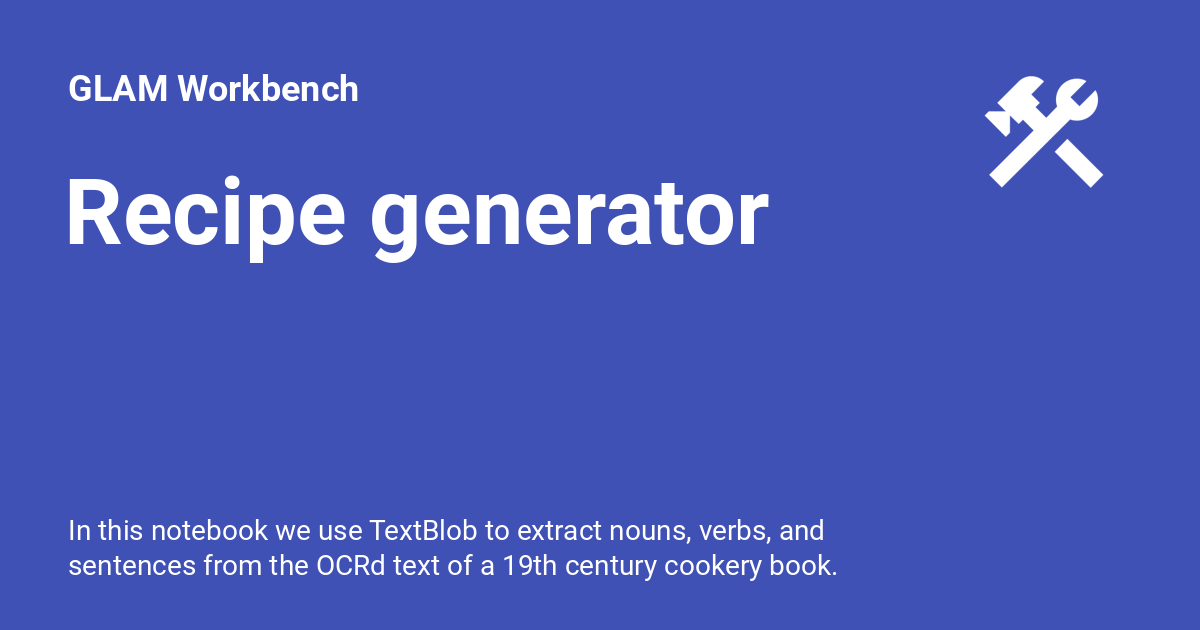 GLAM Workbench
Recipe generator
In this notebook we use TextBlob to extract nouns, verbs, and
sentences from the OCRd text of a 19th century cookery book.